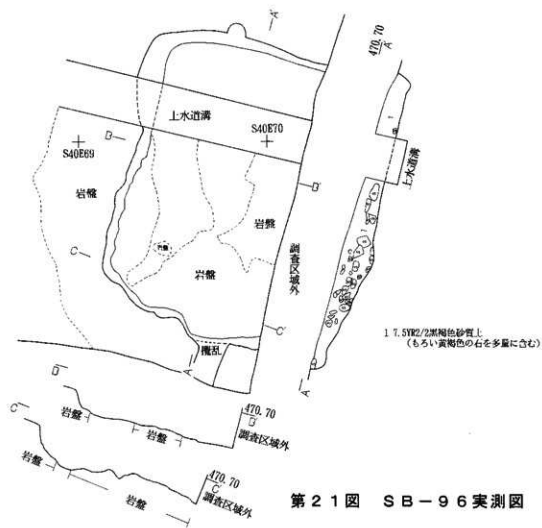 A
470.70
A
上水道溝
S40E69
S40E70
B
岩盤
1
上水道溝
岩盤
B
岩盤
岩盤
調査区域外
C
C
1 7.5YR2/2黒褐色砂質土
(もろい黄褐色の石を多量に含む)
撹乱
A
A
B
470.70
B
岩盤
岩盤
調査区域外
C
470.70
C
岩盤
岩盤
調査区域外
第21図 SB-96実測図